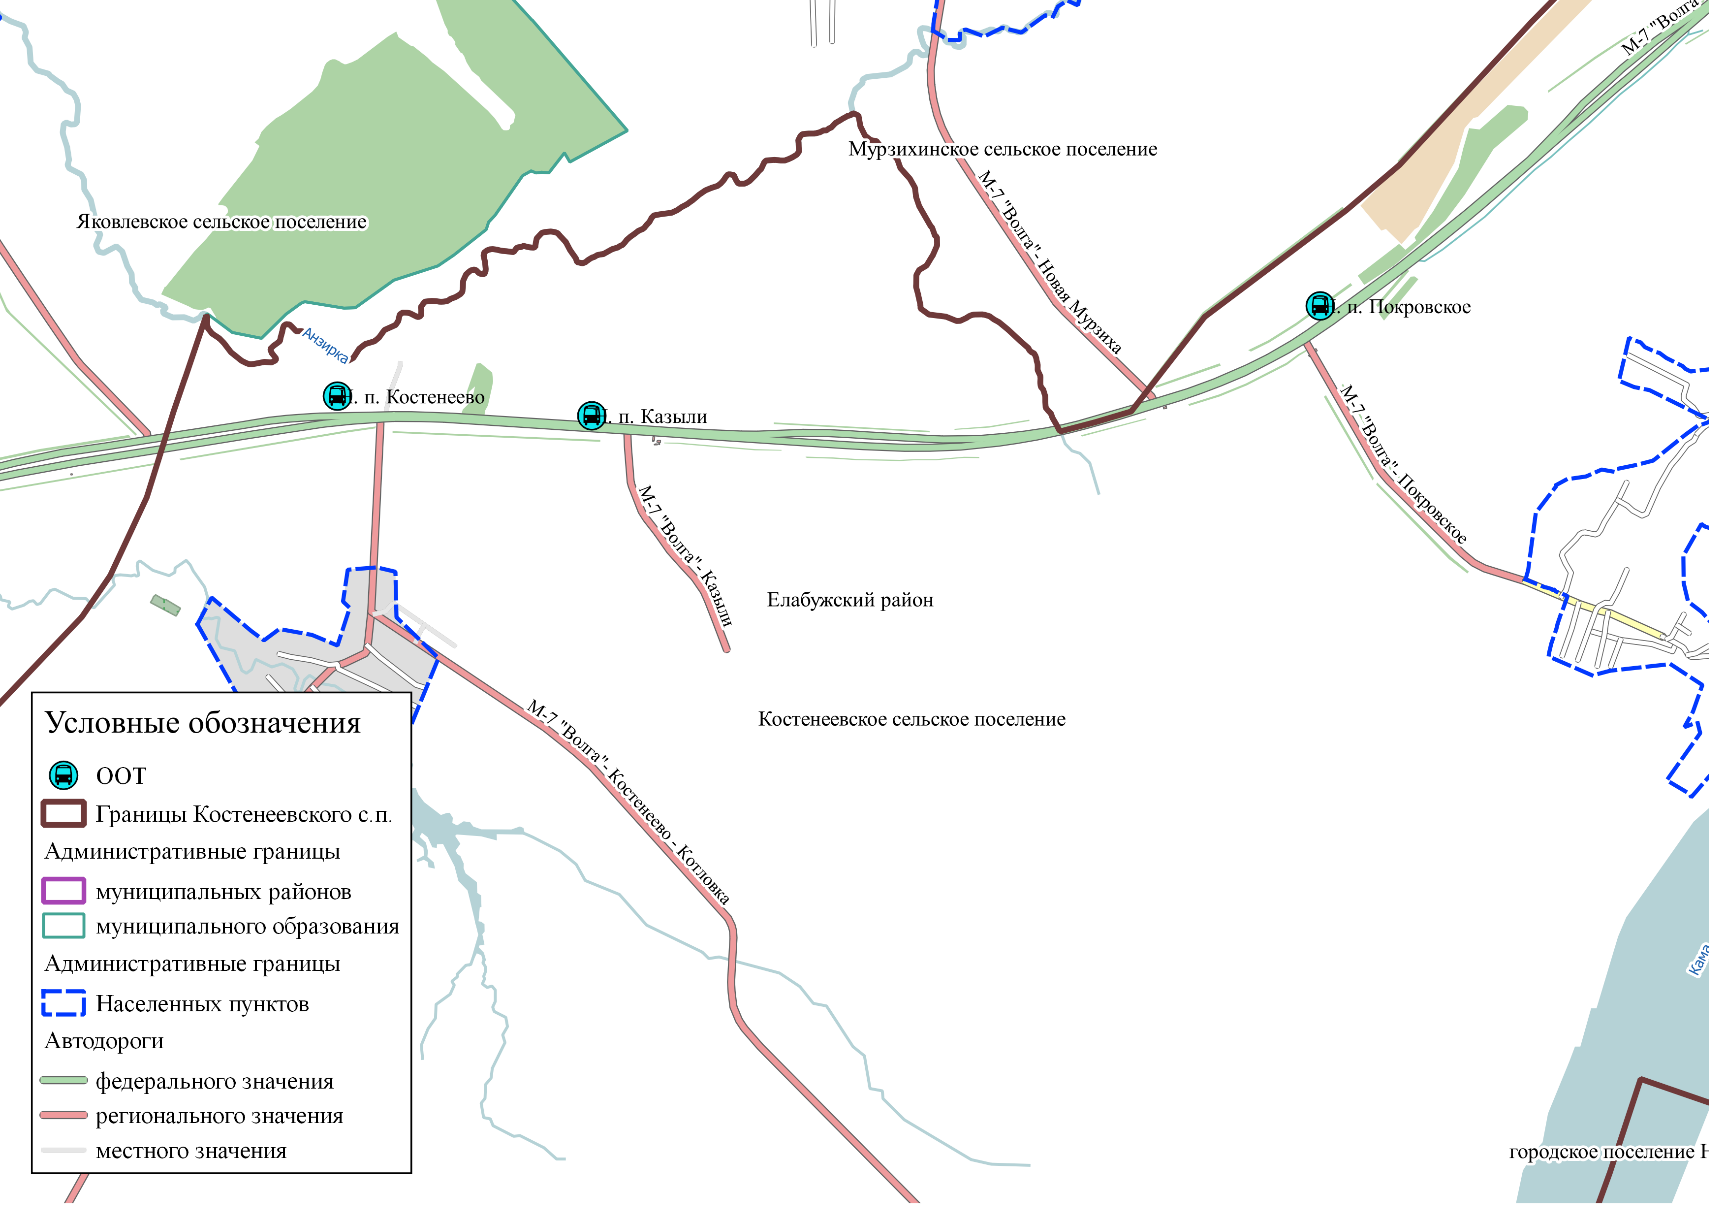 М-7 "Волга
Мурзихинское сельское поселение
М-7 "Волга"- Новая Мурзиха
Яковлевское сельское поселение
Анзирка
п. Покровское
п. Костенеево
п. Казыли
М-7 "Волга"- Покровское
М-7 "Волга"- Казыли
Елабужский район
Костенеевское сельское поселение
М-7 "Волга"- Костенеево - Котловка
Кама
городское поселение Н
Условные обозначения
ООТ
Границы Костенеевского с.п.
Административные границы
муниципальных районов
муниципального образования
Административные границы
Населенных пунктов
Автодороги
федерального значения
регионального значения
местного значения